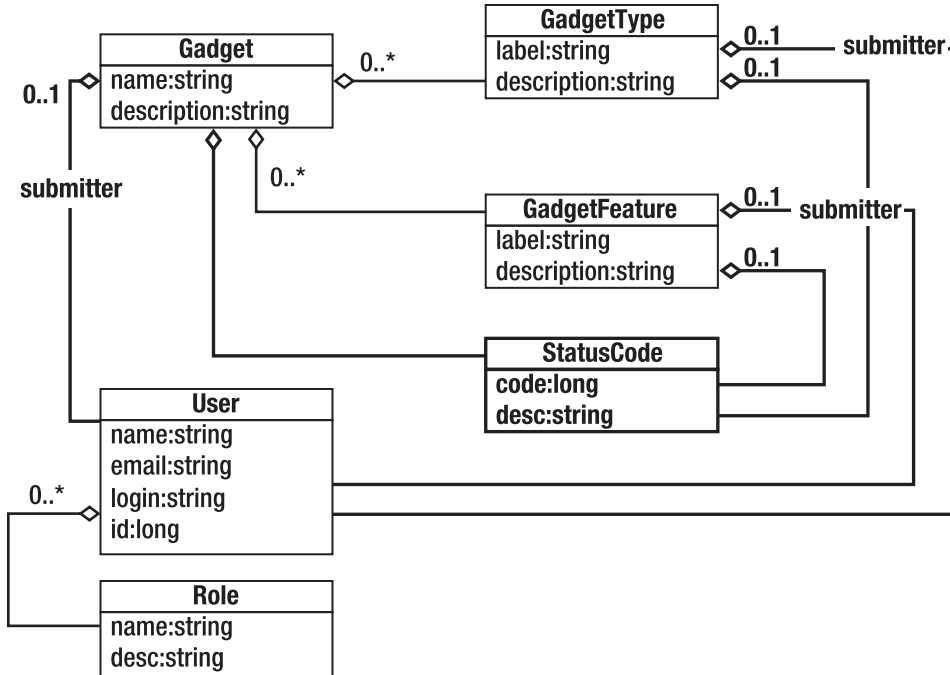 Gadget
name:string
description:string
0..1
0..*
submitter
0..*
GadgetType
label:string
description:string
0..1
submitter
0..1
GadgetFeature
label:string
description:string
0..1
submitter
0..1
StatusCode
code:long
desc:string
User
name:string
email:string
login:string
id:long
0..*
Role
name:string
desc:string